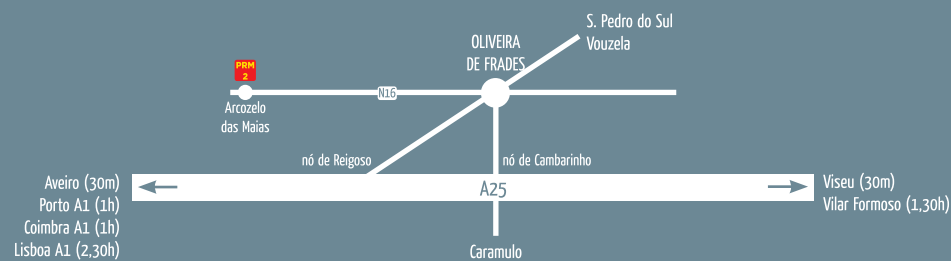 S. Pedro do Sul
Vouzela
OLIVEIRA
DE FRADES
PRM
2
N16
Arcozelo
das Maias
nó de Reigoso
nó de Cambarinho
Aveiro (30m)
Porto A1 (1h)
Coimbra A1 (1h)
Lisboa A1 (2,30h)
A25
Viseu (30m)
Vilar Formoso (1,30h)
Caramulo